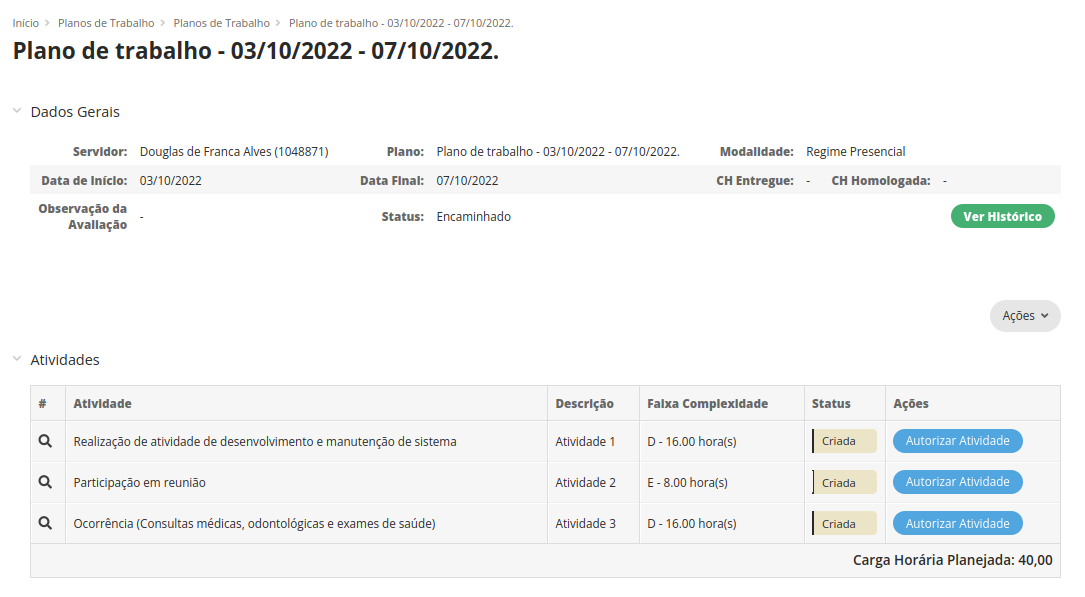 Início > Planos de Trabalho > Planos de Trabalho > Plano de trabalho - 03/10/2022 - 07/10/2022.
Plano de trabalho - 03/10/2022 - 07/10/2022.
Dados Gerais
Servidor: Douglas de Franca Alves (1048871) Plano: Plano de trabalho - 03/10/2022 - 07/10/2022. Modalidade: Regime Presencial
Data de Início: 03/10/2022 Data Final: 07/10/2022 CH Entregue: - CH Homologada: -
Observação da
Avaliação - Status: Encaminhado Ver Histórico
Ações
Atividades
# Atividade Descrição Faixa Complexidade Status Ações
Realização de atividade de desenvolvimento e manutenção de sistema Atividade 1 D - 16.00 hora(s) Criada Autorizar Atividade
Participação em reunião Atividade 2 E - 8.00 hora(s) Criada Autorizar Atividade
Ocorrência (Consultas médicas, odontológicas e exames de saúde) Atividade 3 D - 16.00 hora(s) Criada Autorizar Atividade
Carga Horária Planejada: 40,00